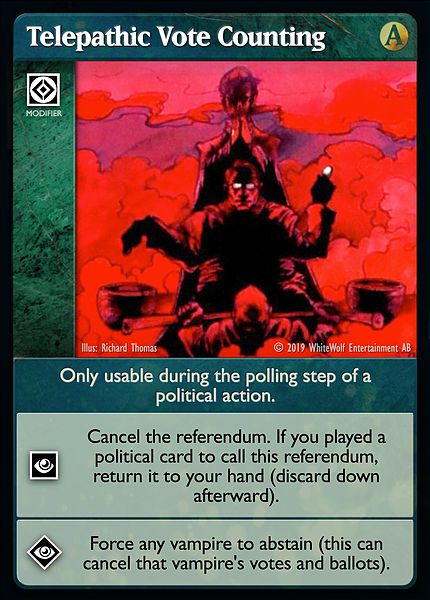 Telepathic Vote Counting
A
MODIFIER
Illus: Richard Thomas
© 2019 WhiteWolf Entertainment AB
Only usable during the polling step of a
political action.
Cancel the referendum. If you played a
political card to call this referendum,
return it to your hand (discard down
afterward).
Force any vampire to abstain (this can
cancel that vampire's votes and ballots).